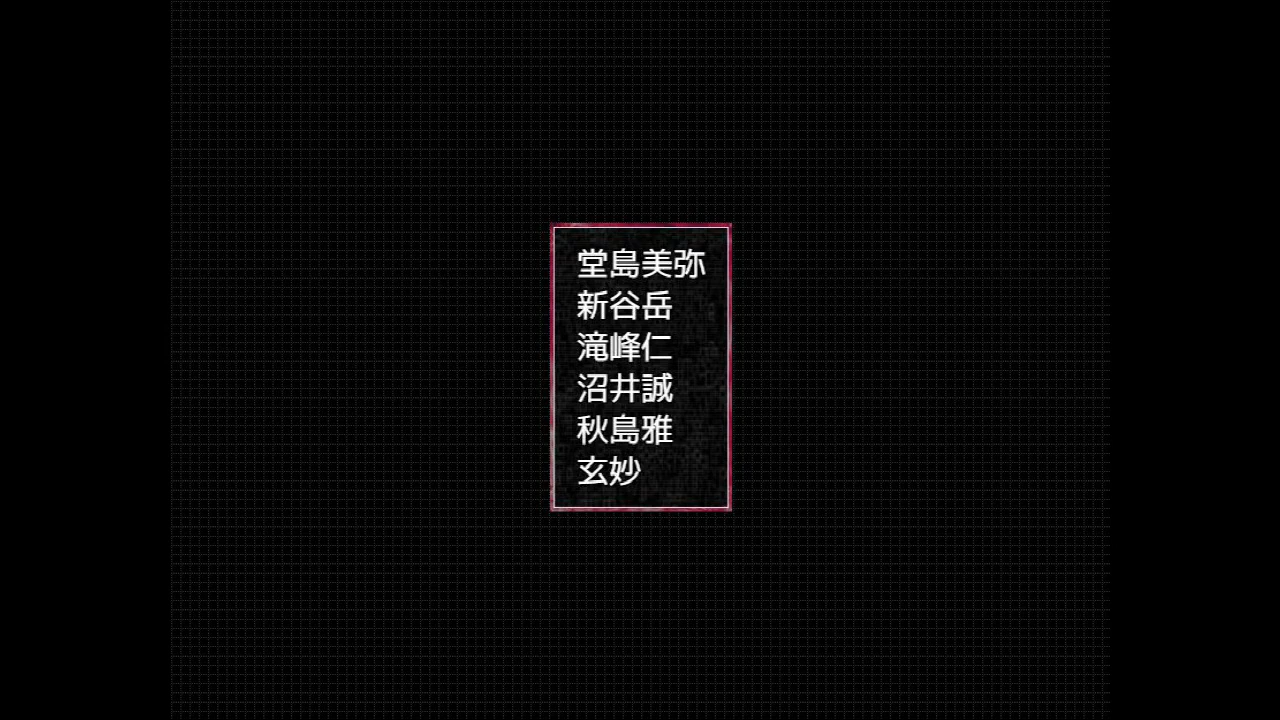 堂島美弥
新谷岳
滝峰仁
沼井誠
秋島雅
玄妙